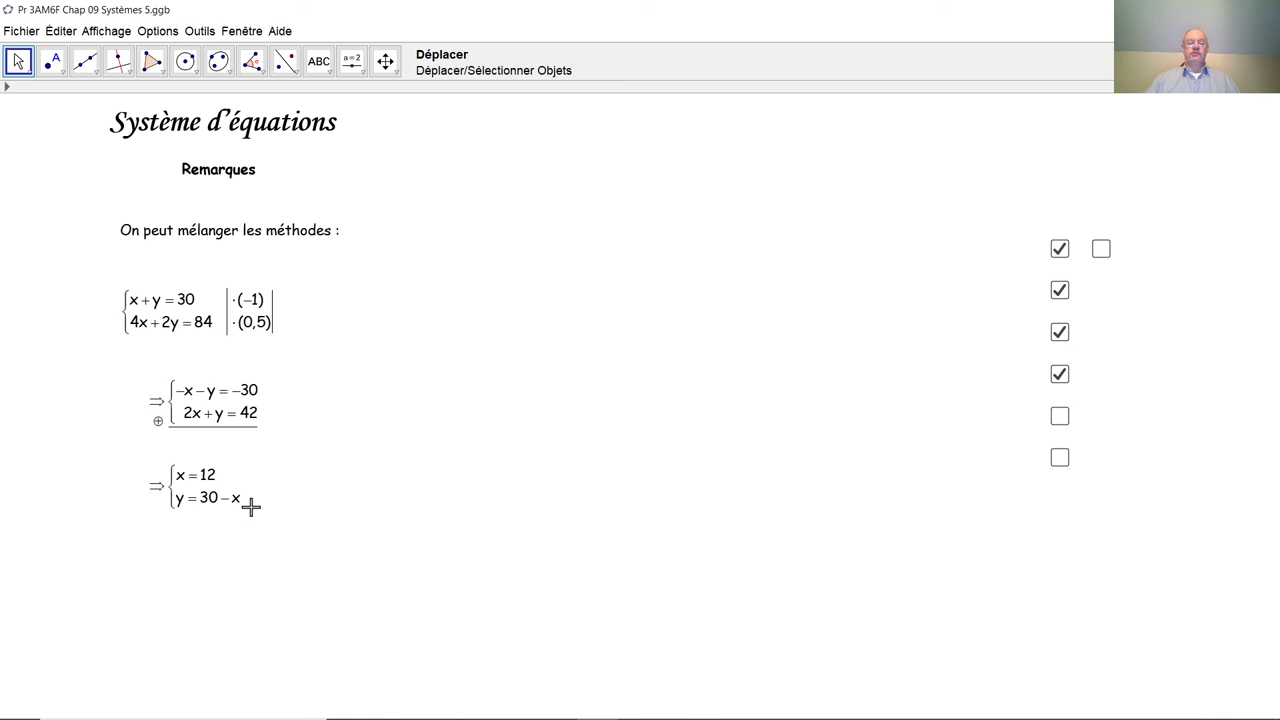 Pr 3AM6F Chap 09 Systèmes 5.ggb
Fichier Éditer Affichage Options Outils Fenêtre Aide
A
ABC
a=2
Déplacer
Déplacer/Sélectionner Objets
Système d'équations
Remarques
On peut mélanger les méthodes :
x + y = 30 | ·(−1)
4x + 2y = 84 | ·(0,5)
⇒ −x − y = −30
⊕ 2x + y = 42
⇒ x = 12
y = 30 − x